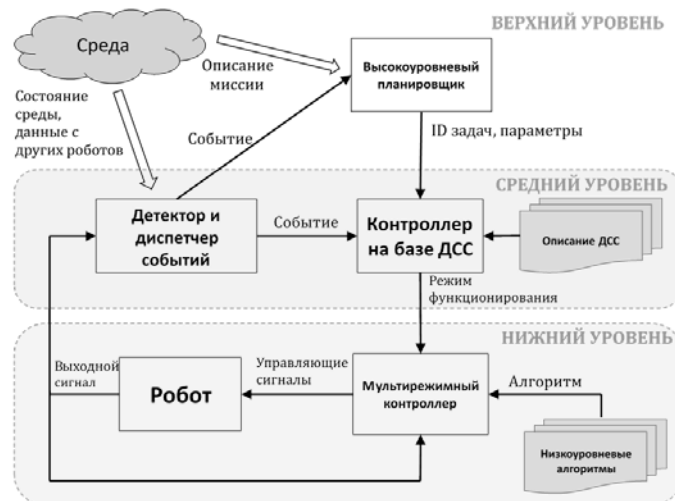 ВЕРХНИЙ УРОВЕНЬ
Среда
Описание
миссии
Высокоуровневый
планировщик
Состояние
среды,
данные с
других роботов
Событие
ID задач, параметры
СРЕДНИЙ УРОВЕНЬ
Детектор и
диспетчер
событий
Событие
Контроллер
на базе ДСС
Описание ДСС
Режим
функционирования
НИЖНИЙ УРОВЕНЬ
Выходной
сигнал
Робот
Управляющие
сигналы
Мультирежимный
контроллер
Алгоритм
Низкоуровневые
алгоритмы